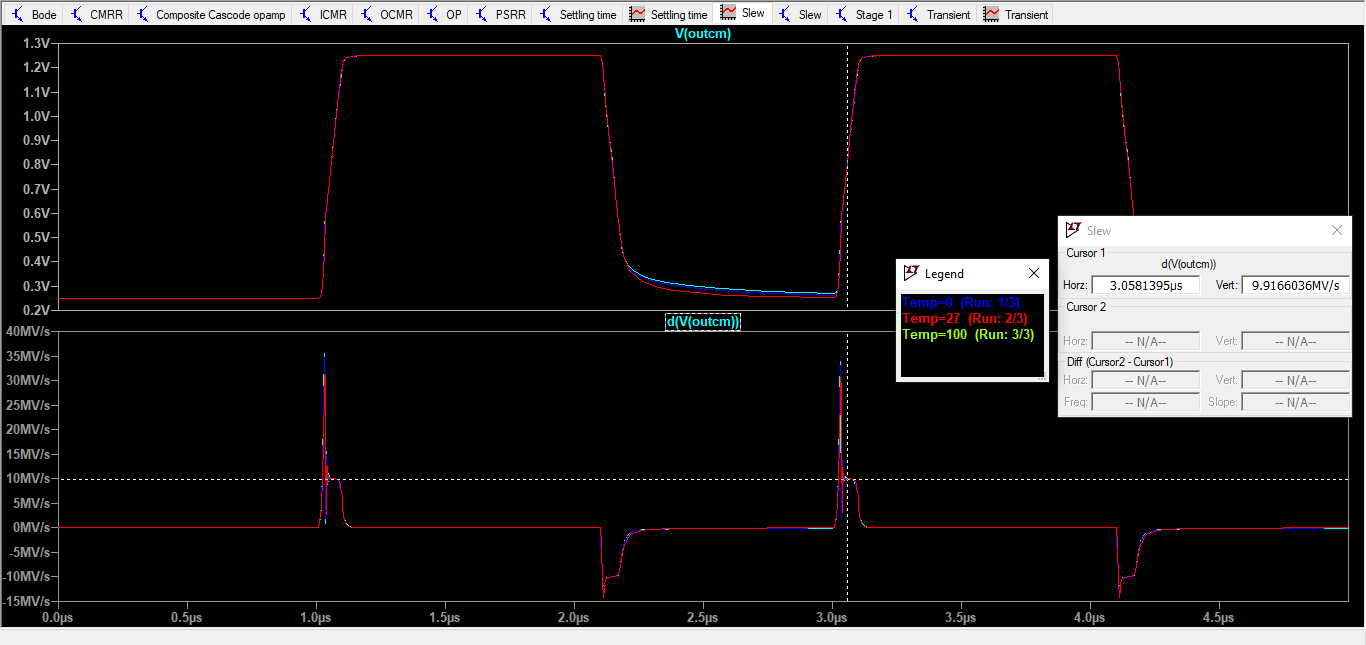 Bode CMRR Composite Cascode opamp ICMR OCMR OP PSRR Settling time Settling time Slew Slew Stage 1 Transient Transient
V(outcm)
1.3V
1.2V
1.1V
1.0V
0.9V
0.8V
0.7V
0.6V
0.5V
0.4V
0.3V
0.2V
d(V(outcm))
40MV/s
35MV/s
30MV/s
25MV/s
20MV/s
15MV/s
10MV/s
5MV/s
0MV/s
-5MV/s
-10MV/s
-15MV/s
0.0µs 0.5µs 1.0µs 1.5µs 2.0µs 2.5µs 3.0µs 3.5µs 4.0µs 4.5µs
Legend
Temp=0 (Run: 1/3)
Temp=27 (Run: 2/3)
Temp=100 (Run: 3/3)
Slew
Cursor 1
d(V(outcm))
Horz: 3.0581395µs Vert: 9.9166036MV/s
Cursor 2
Horz: -- N/A-- Vert: -- N/A--
Diff (Cursor2 - Cursor1)
Horz: -- N/A-- Vert: -- N/A--
Freq: -- N/A-- Slope: -- N/A--